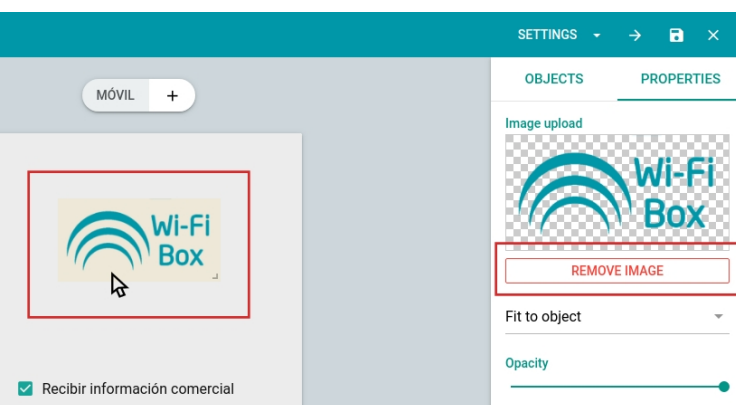 SETTINGS
OBJECTS PROPERTIES
MÓVIL +
Image upload
Wi-Fi
Box
Wi-Fi
Box
REMOVE IMAGE
Fit to object
Opacity
Recibir información comercial